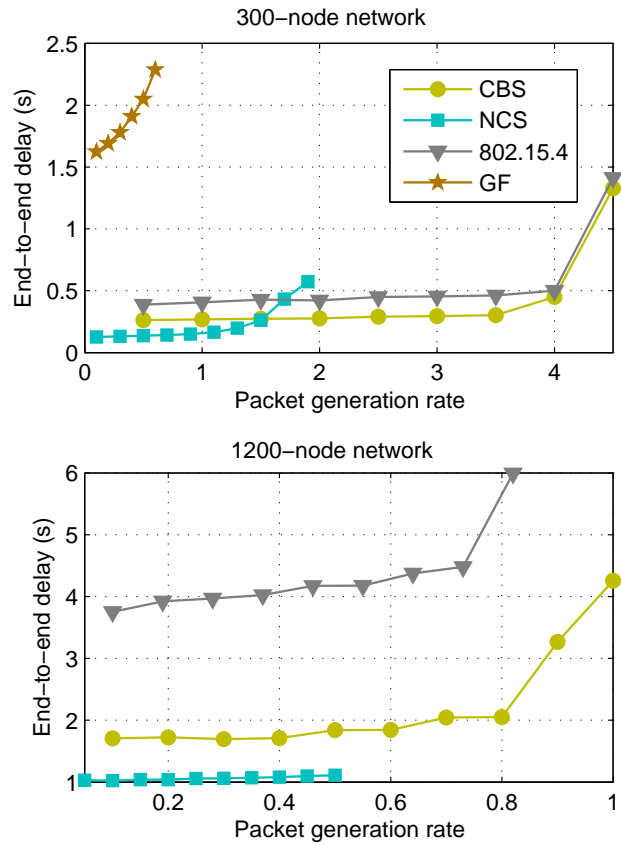 300−node network
End−to−end delay (s)
2.5
2
1.5
1
0.5
0
CBS
NCS
802.15.4
GF
0 1 2 3 4
Packet generation rate
1200−node network
End−to−end delay (s)
6
5
4
3
2
1
0.2 0.4 0.6 0.8 1
Packet generation rate